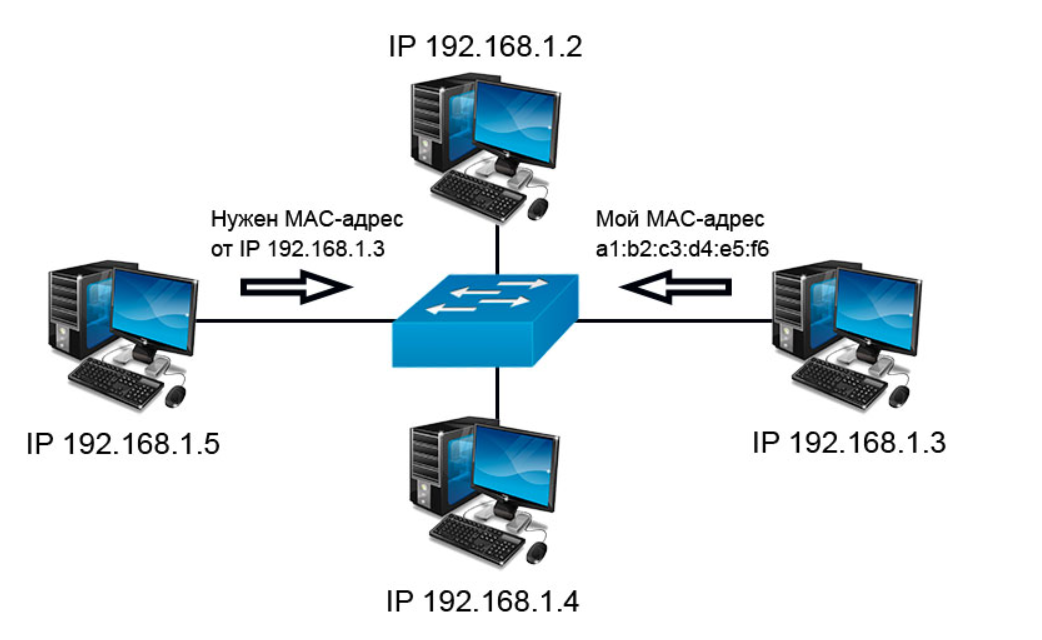 IP 192.168.1.2
Нужен MAC-адрес
от IP 192.168.1.3
Мой MAC-адрес
a1:b2:c3:d4:e5:f6
IP 192.168.1.5
IP 192.168.1.3
IP 192.168.1.4